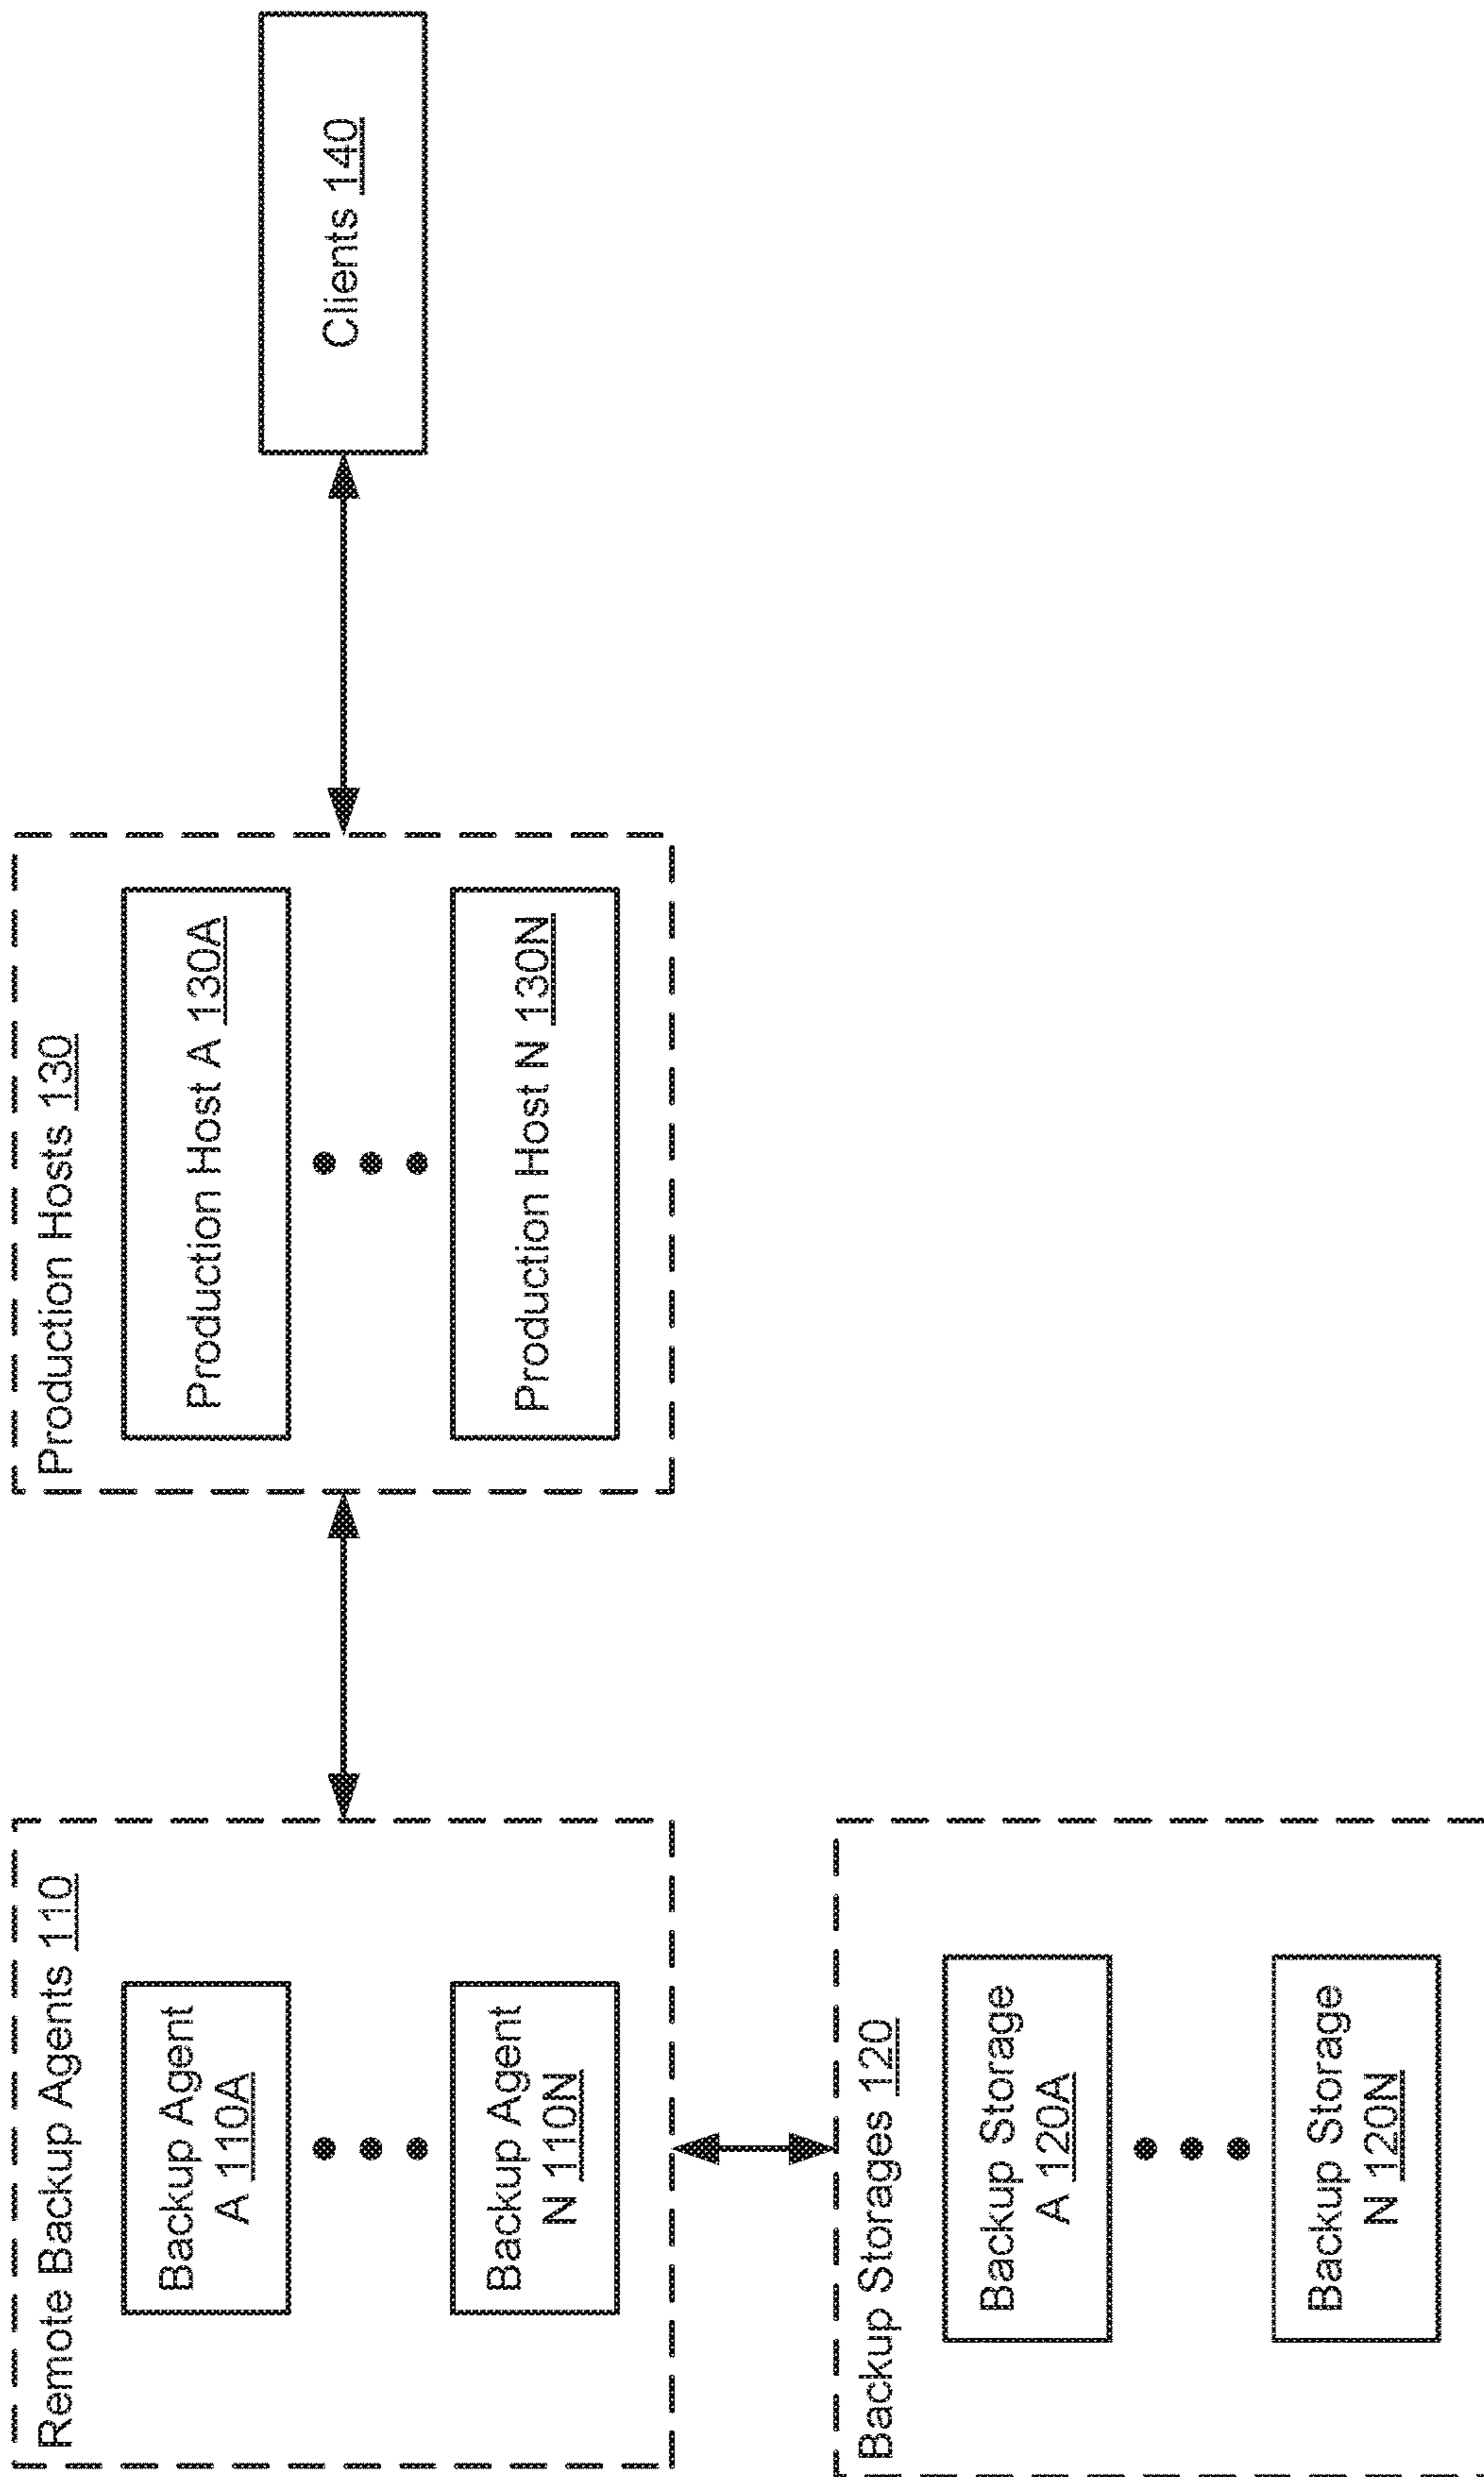 Remote Backup Agents 110
Backup Agent
A 110A
Backup Agent
N 110N
Production Hosts 130
Production Host A 130A
Production Host N 130N
Clients 140
Backup Storages 120
Backup Storage
A 120A
Backup Storage
N 120N